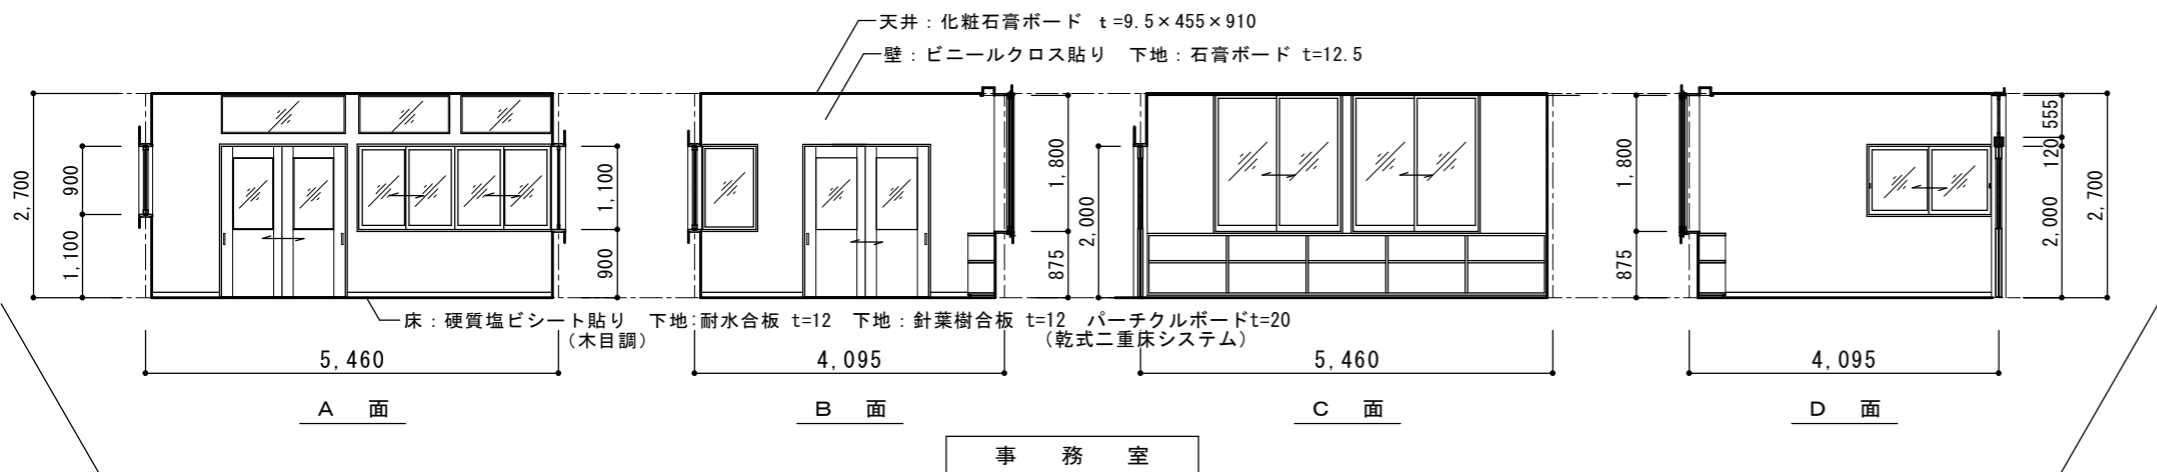 天井：化粧石膏ボード t=9.5×455×910
壁：ビニールクロス貼り 下地：石膏ボード t=12.5
2,700
900
1,100
1,100
900
1,800
875
2,000
1,800
875
555
120
2,000
2,700
床：硬質塩ビシート貼り 下地：耐水合板 t=12 下地：針葉樹合板 t=12 パーチクルボードt=20
（木目調）
（乾式二重床システム）
5,460
4,095
5,460
4,095
A 面
B 面
C 面
D 面
事 務 室